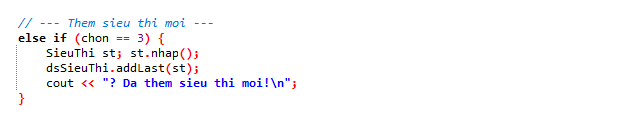 // --- Them sieu thi moi ---
else if (chon == 3) {
    SieuThi st; st.nhap();
    dsSieuThi.addLast(st);
    cout << "? Da them sieu thi moi!\n";
}